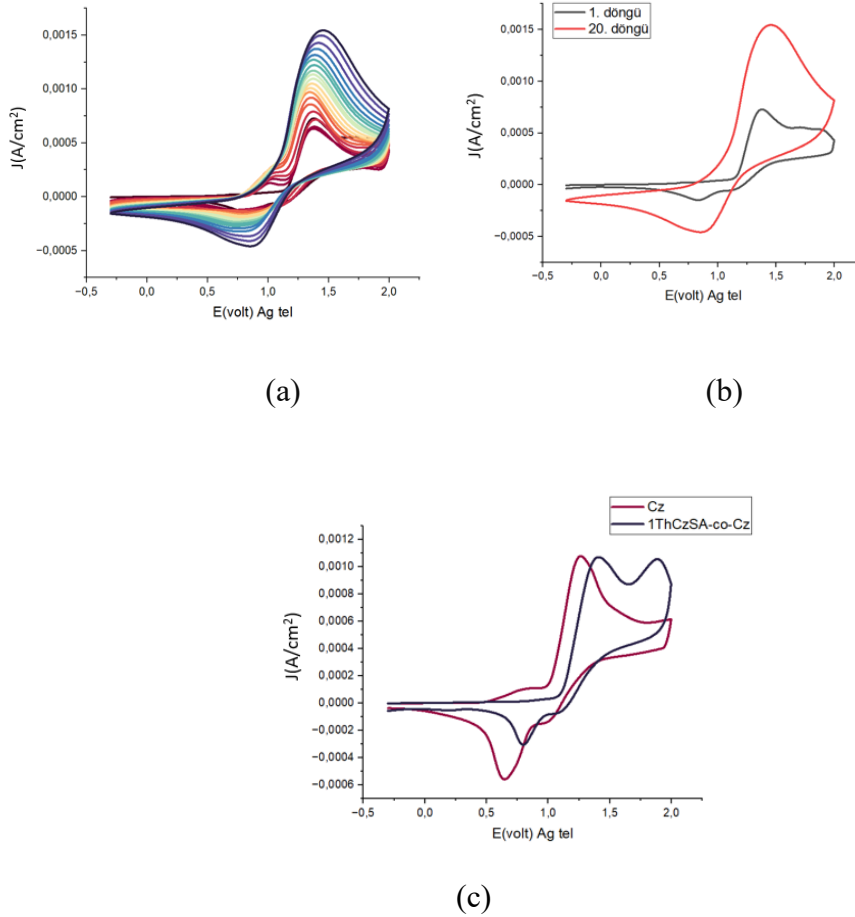 0,0015
0,0010
0,0005
0,0000
−0,0005
J(A/cm²)
−0,5 0,0 0,5 1,0 1,5 2,0
E(volt) Ag tel
(a)
1. döngü
20. döngü
0,0015
0,0010
0,0005
0,0000
−0,0005
J(A/cm²)
−0,5 0,0 0,5 1,0 1,5 2,0
E(volt) Ag tel
(b)
Cz
1ThCzSA-co-Cz
0,0012
0,0010
0,0008
0,0006
0,0004
0,0002
0,0000
−0,0002
−0,0004
−0,0006
J(A/cm²)
−0,5 0,0 0,5 1,0 1,5 2,0
E(volt) Ag tel
(c)